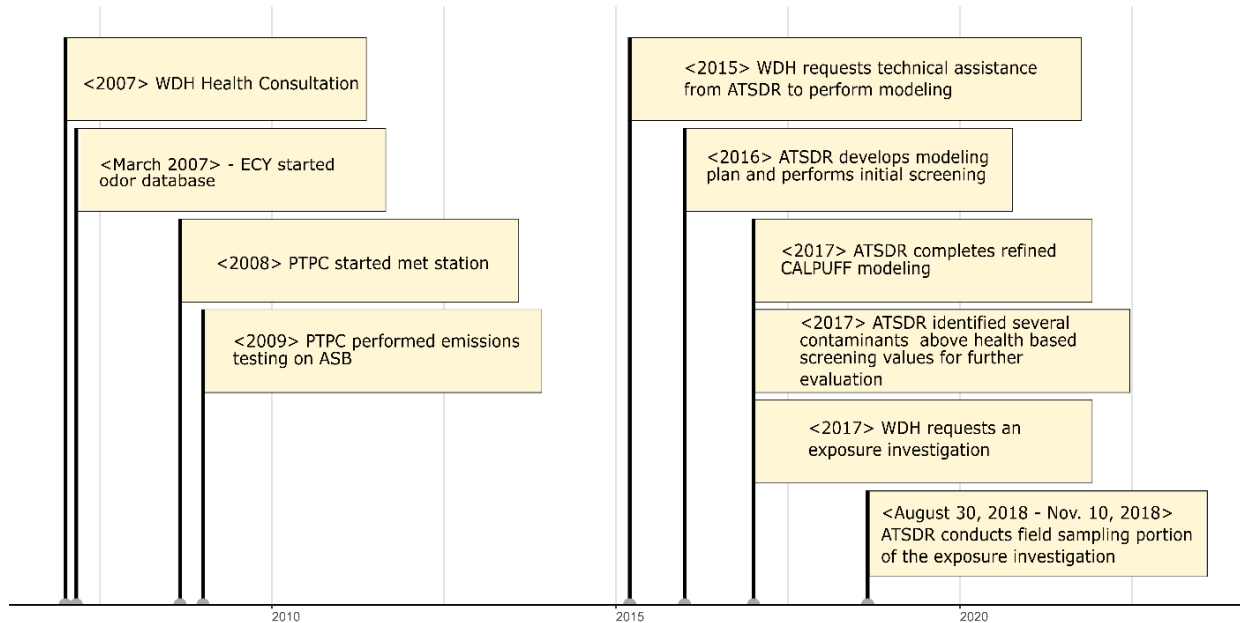 <2007> WDH Health Consultation
<March 2007> - ECY started
odor database
<2008> PTPC started met station
<2009> PTPC performed emissions
testing on ASB
<2015> WDH requests technical assistance
from ATSDR to perform modeling
<2016> ATSDR develops modeling
plan and performs initial screening
<2017> ATSDR completes refined
CALPUFF modeling
<2017> ATSDR identified several
contaminants  above health based
screening values for further
evaluation
<2017> WDH requests an
exposure investigation
<August 30, 2018 - Nov. 10, 2018>
ATSDR conducts field sampling portion
of the exposure investigation
2010
2015
2020